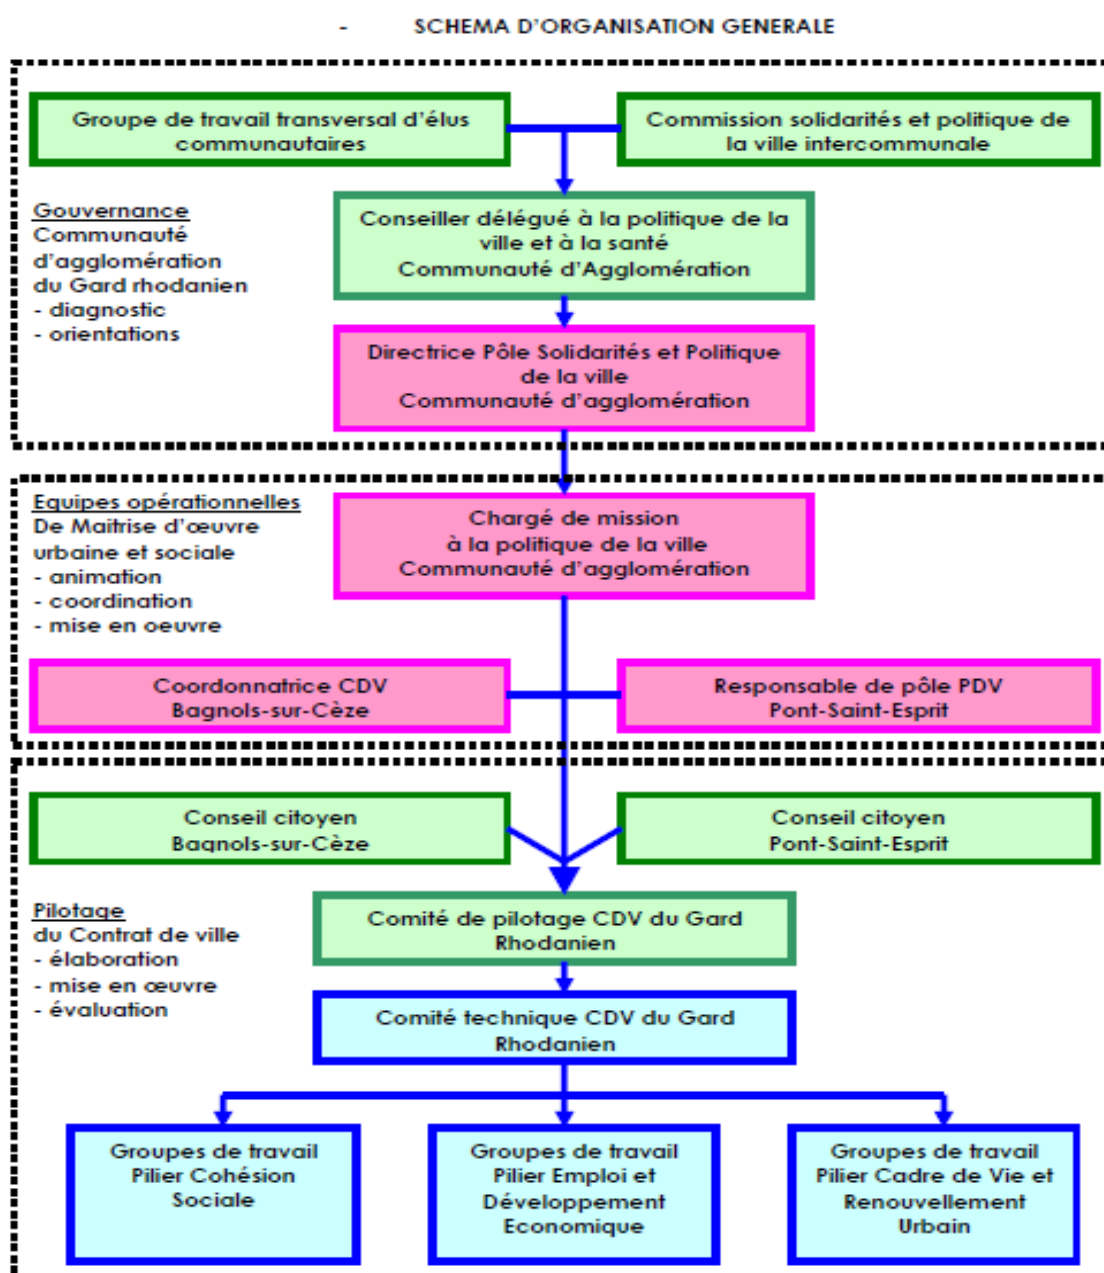 - SCHEMA D'ORGANISATION GENERALE
Groupe de travail transversal d'élus
communautaires
Commission solidarités et politique de
la ville intercommunale
Gouvernance
Communauté
d'agglomération
du Gard rhodanien
- diagnostic
- orientations
Conseiller délégué à la politique de la
ville et à la santé
Communauté d'Agglomération
Directrice Pôle Solidarités et Politique
de la ville
Communauté d'agglomération
Equipes opérationnelles
De Maitrise d'œuvre
urbaine et sociale
- animation
- coordination
- mise en oeuvre
Chargé de mission
à la politique de la ville
Communauté d'agglomération
Coordonnatrice CDV
Bagnols-sur-Cèze
Responsable de pôle PDV
Pont-Saint-Esprit
Conseil citoyen
Bagnols-sur-Cèze
Conseil citoyen
Pont-Saint-Esprit
Pilotage
du Contrat de ville
- élaboration
- mise en œuvre
- évaluation
Comité de pilotage CDV du Gard
Rhodanien
Comité technique CDV du Gard
Rhodanien
Groupes de travail
Pilier Cohésion
Sociale
Groupes de travail
Pilier Emploi et
Développement
Economique
Groupes de travail
Pilier Cadre de Vie et
Renouvellement
Urbain